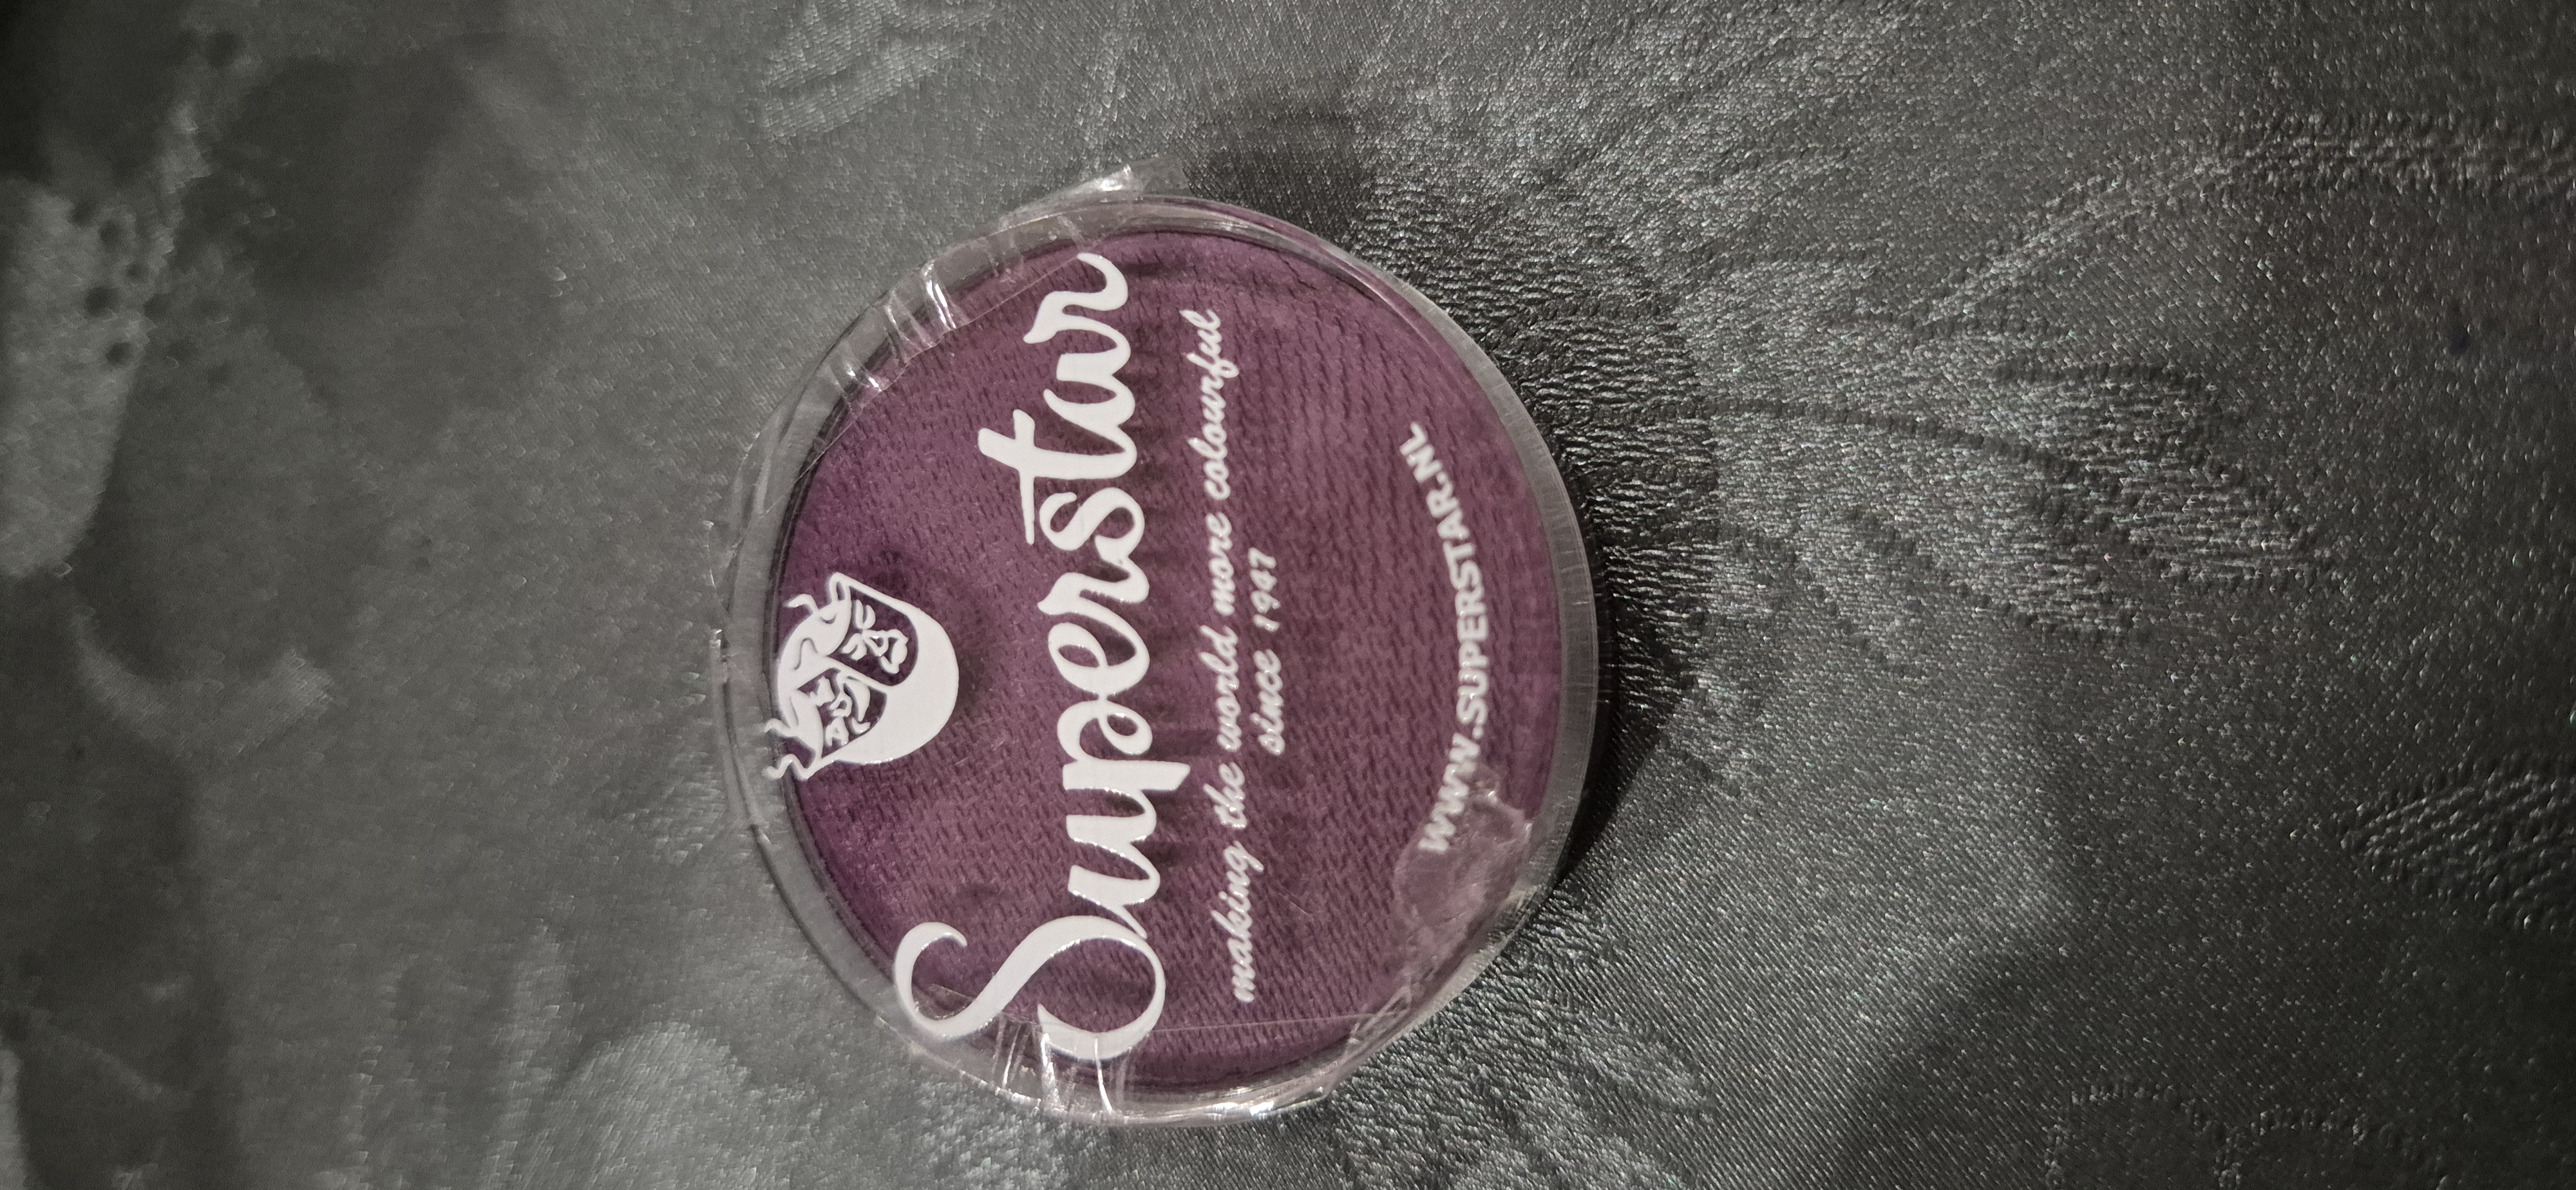 Superstar
making the world more colourful
since 1947
WWW.SUPERSTAR.NL